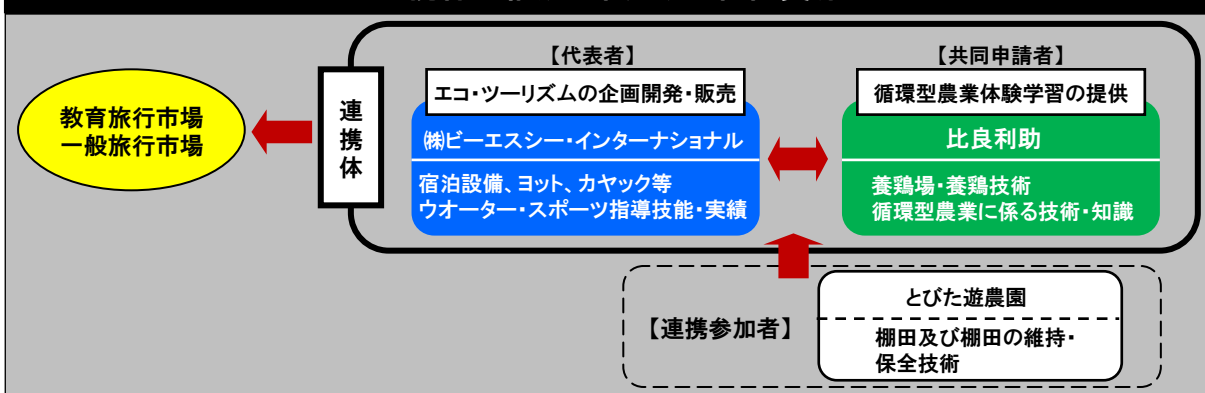 【代表者】
【共同申請者】
エコ・ツーリズムの企画開発・販売
循環型農業体験学習の提供
教育旅行市場
一般旅行市場
連
携
体
㈱ビーエスシー・インターナショナル
比良利助
宿泊設備、ヨット、カヤック等
ウオーター・スポーツ指導技能・実績
養鶏場・養鶏技術
循環型農業に係る技術・知識
【連携参加者】
とびた遊農園
棚田及び棚田の維持・
保全技術